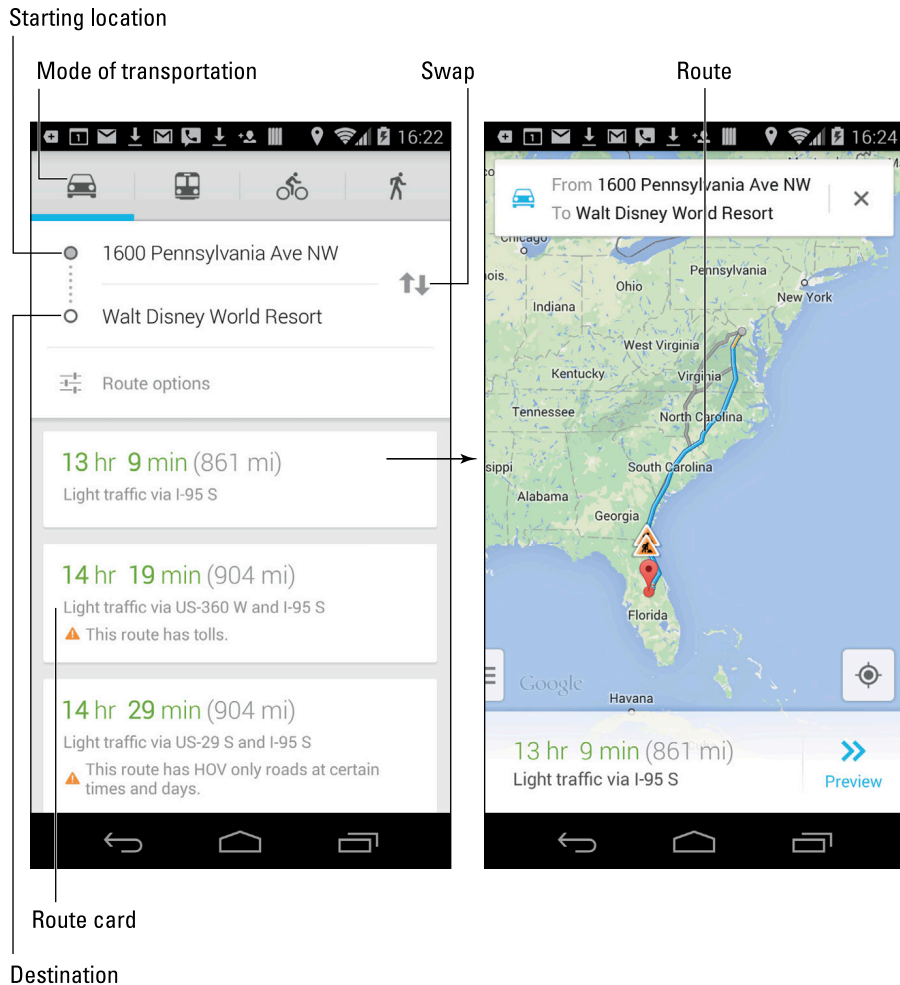 Starting location
Mode of transportation
Swap
Route
1
16:22
1600 Pennsylvania Ave NW
Walt Disney World Resort
Route options
13 hr 9 min (861 mi)
Light traffic via I-95 S
14 hr 19 min (904 mi)
Light traffic via US-360 W and I-95 S
This route has tolls.
14 hr 29 min (904 mi)
Light traffic via US-29 S and I-95 S
This route has HOV only roads at certain
times and days.
Route card
Destination
1
16:24
From 1600 Pennsylvania Ave NW
To Walt Disney World Resort
Chicago
nois.
Pennsylvania
Ohio
New York
Indiana
West Virginia
Kentucky
Virginia
Tennessee
North Carolina
sippi
South Carolina
Alabama
Georgia
Florida
Google
Havana
13 hr 9 min (861 mi)
Light traffic via I-95 S
Preview